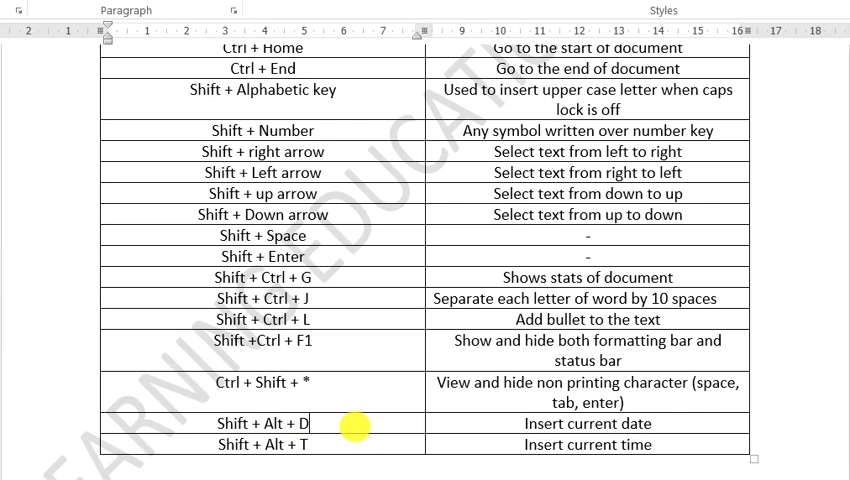 Paragraph
Styles
2 1 1 2 3 4 5 6 7 8 9 10 11 12 13 14 15 16 17 18
Ctrl + Home Go to the start of document
Ctrl + End Go to the end of document
Shift + Alphabetic key Used to insert upper case letter when caps
lock is off
Shift + Number Any symbol written over number key
Shift + right arrow Select text from left to right
Shift + Left arrow Select text from right to left
Shift + up arrow Select text from down to up
Shift + Down arrow Select text from up to down
Shift + Space -
Shift + Enter -
Shift + Ctrl + G Shows stats of document
Shift + Ctrl + J Separate each letter of word by 10 spaces
Shift + Ctrl + L Add bullet to the text
Shift +Ctrl + F1 Show and hide both formatting bar and
status bar
Ctrl + Shift + * View and hide non printing character (space,
tab, enter)
Shift + Alt + D Insert current date
Shift + Alt + T Insert current time
EARNING EDUCATIO